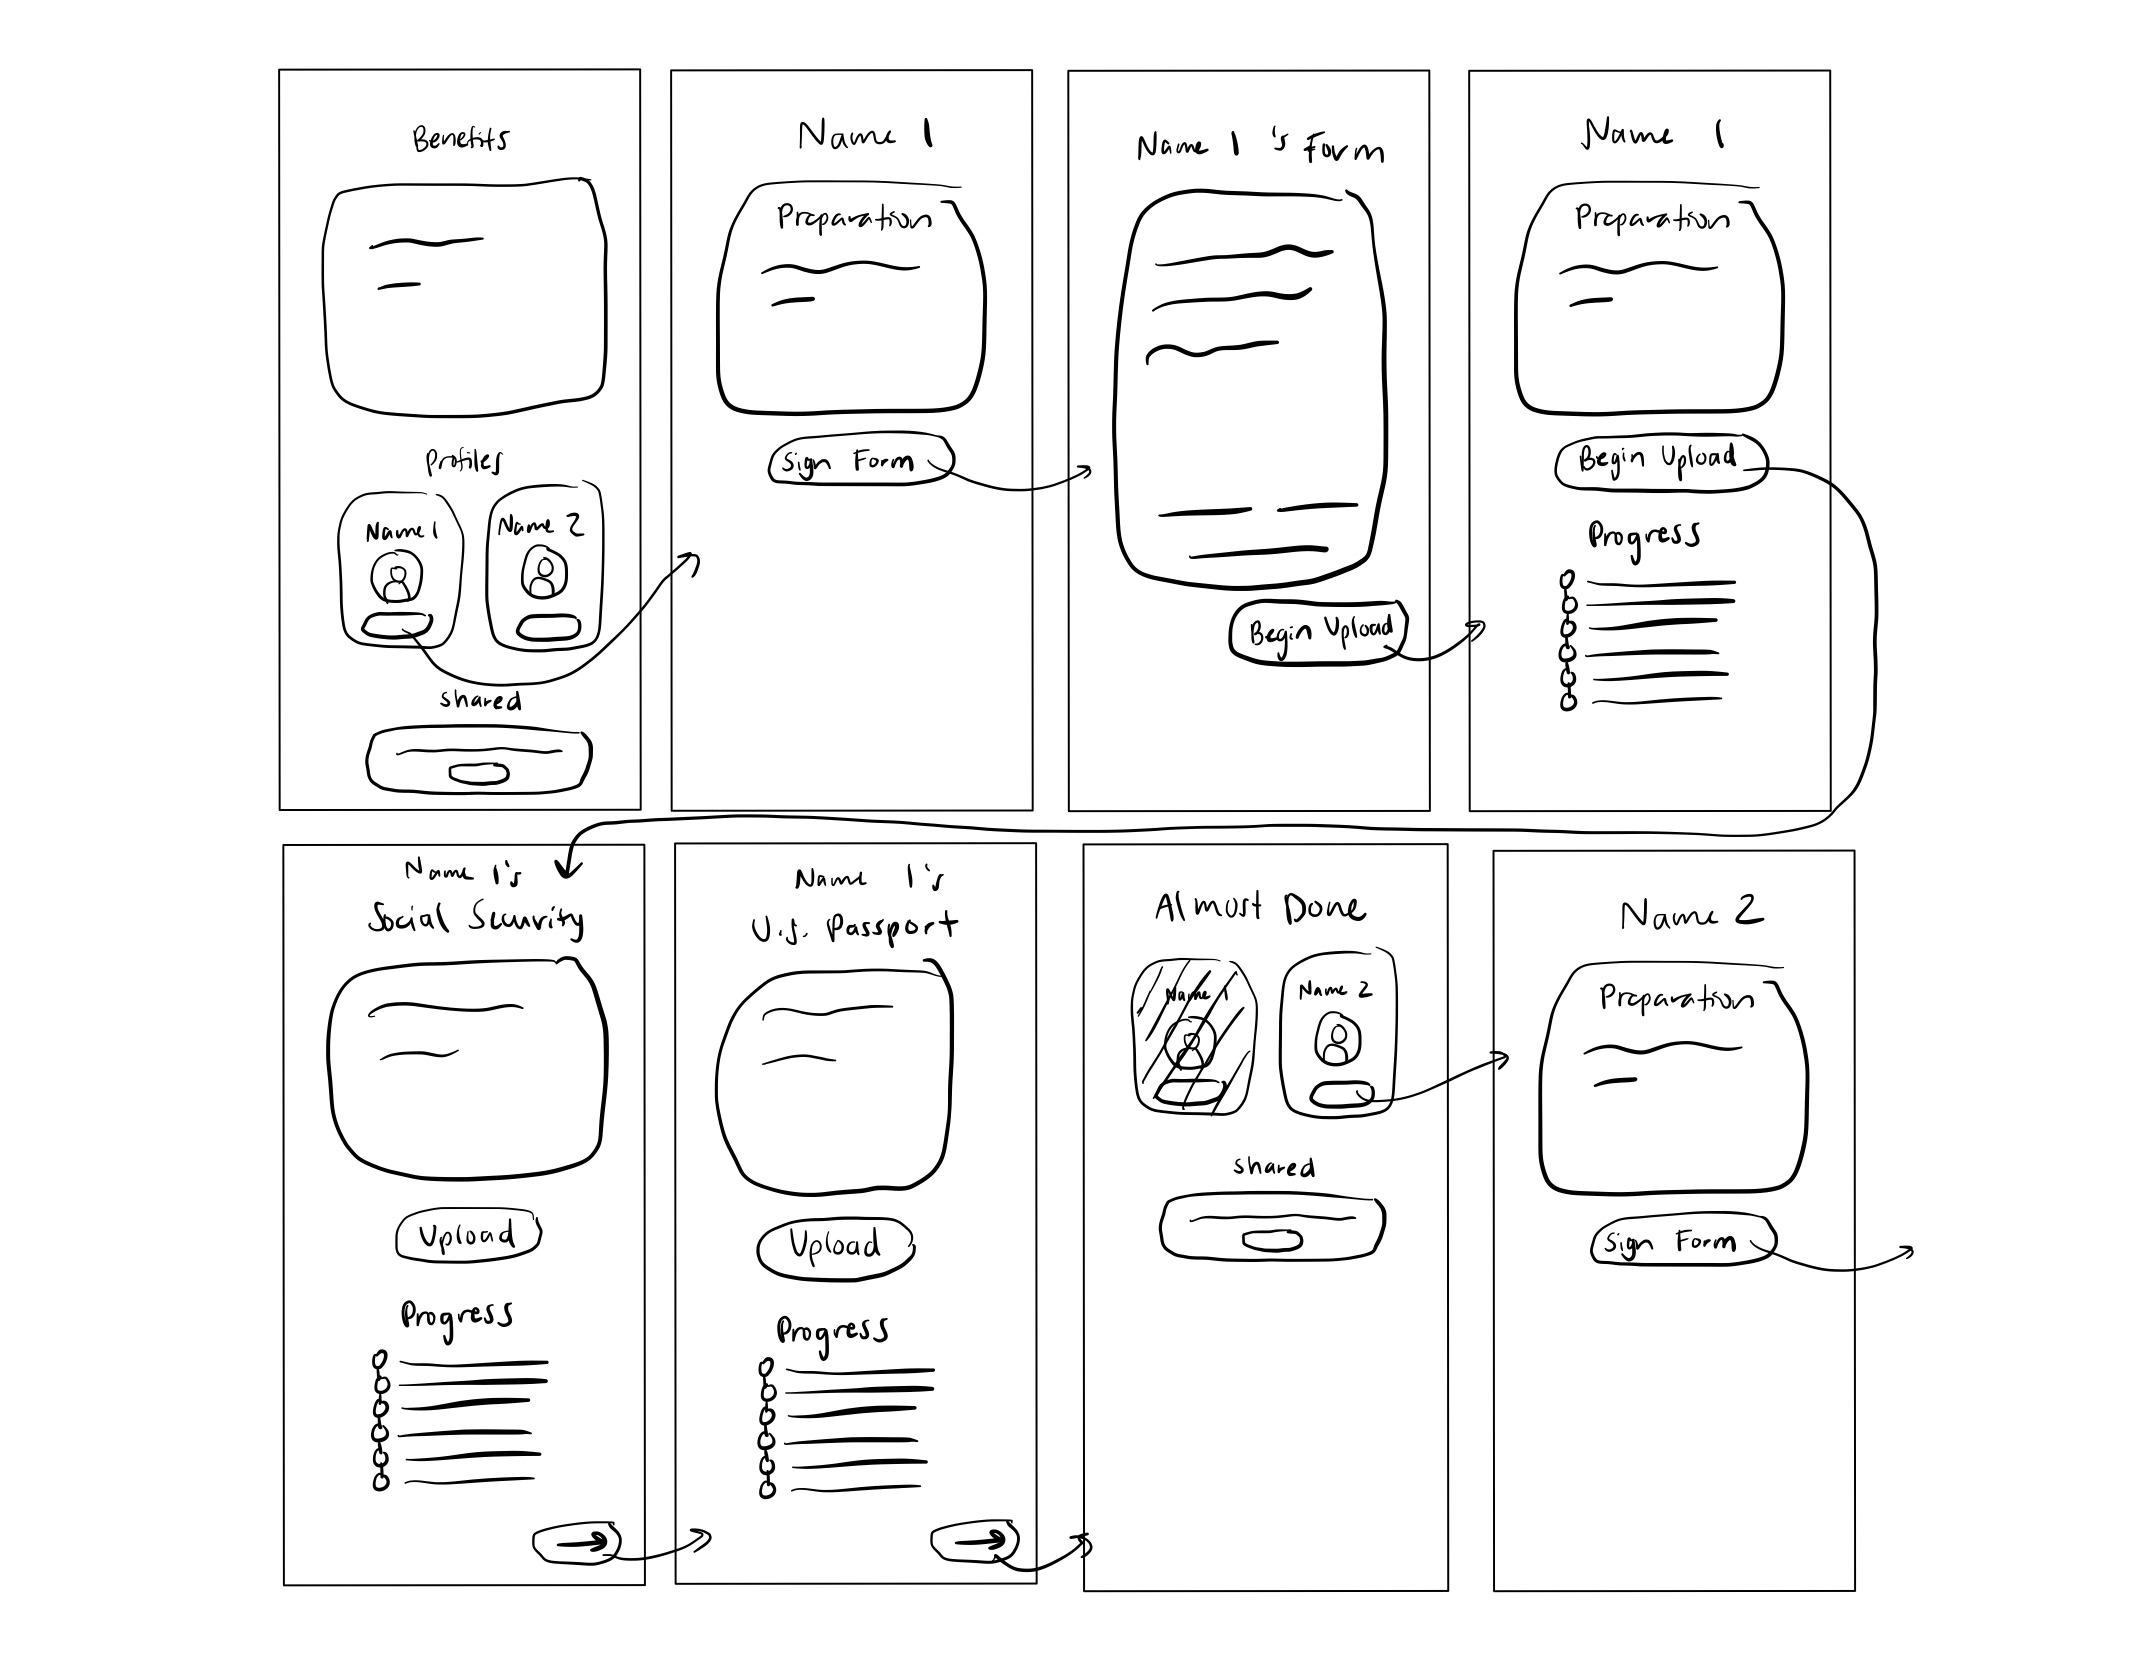 Benefits
Profiles
Name 1
Name 2
shared
Name 1
Preparation
Sign Form
Name 1's Form
Begin Upload
Name 1
Preparation
Begin Upload
Progress
Name 1's
Social Security
Upload
Progress
Name 1's
U.S. Passport
Upload
Progress
Almost Done
Name 1
Name 2
shared
Name 2
Preparation
Sign Form